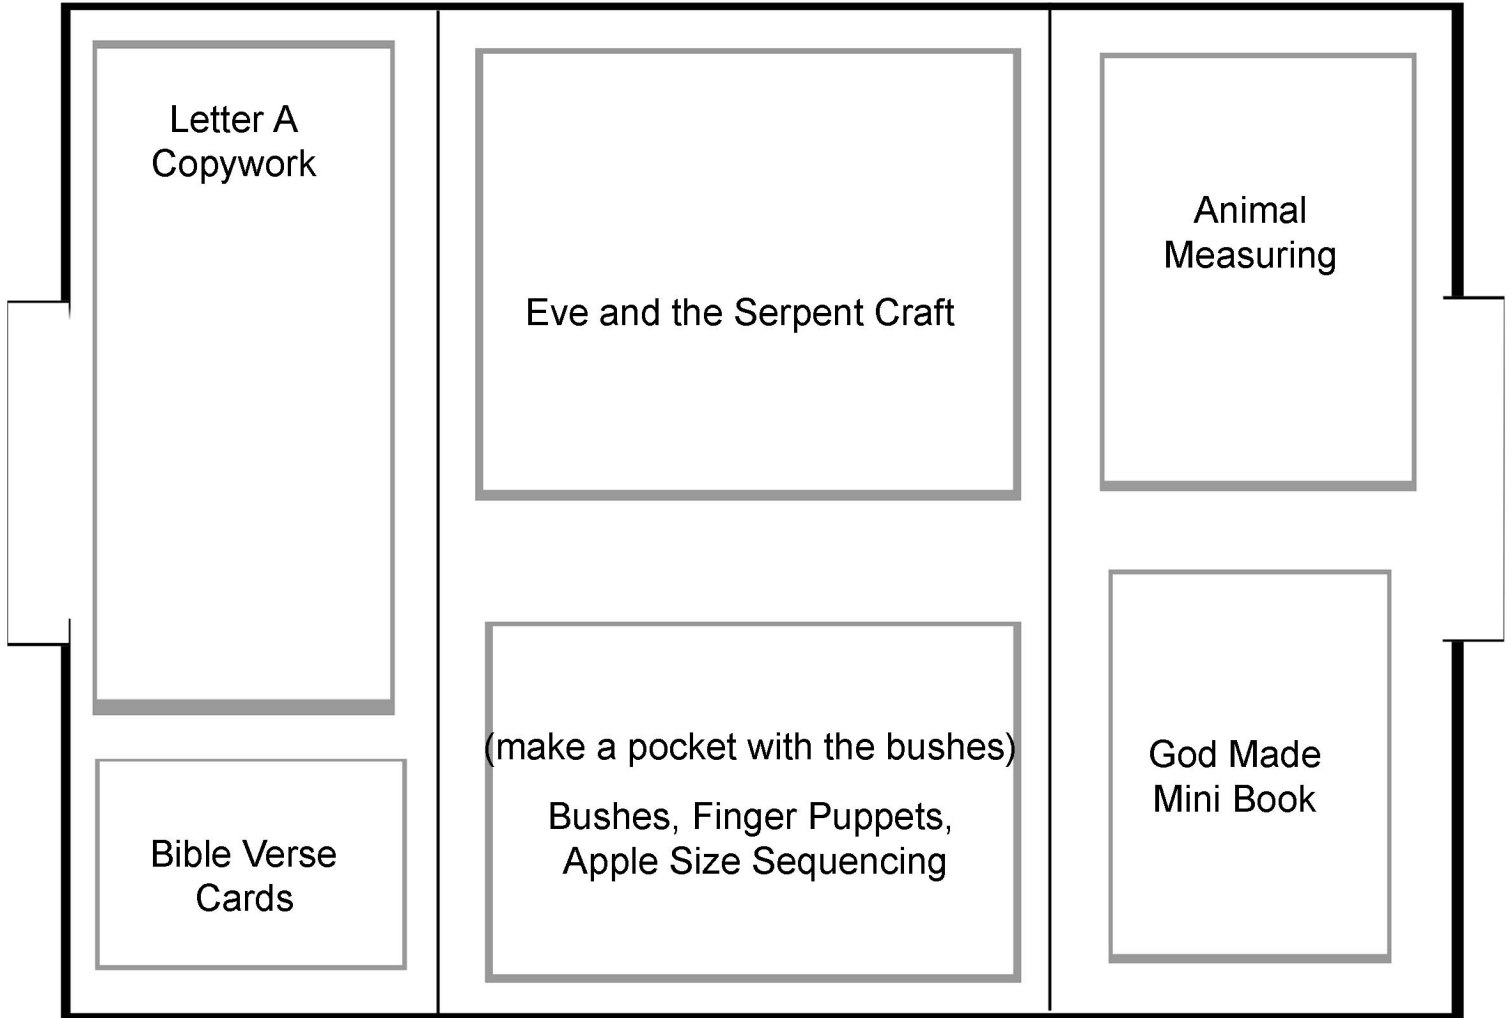 Letter A
Copywork
Bible Verse
Cards
Eve and the Serpent Craft
(make a pocket with the bushes)
Bushes, Finger Puppets,
Apple Size Sequencing
Animal
Measuring
God Made
Mini Book